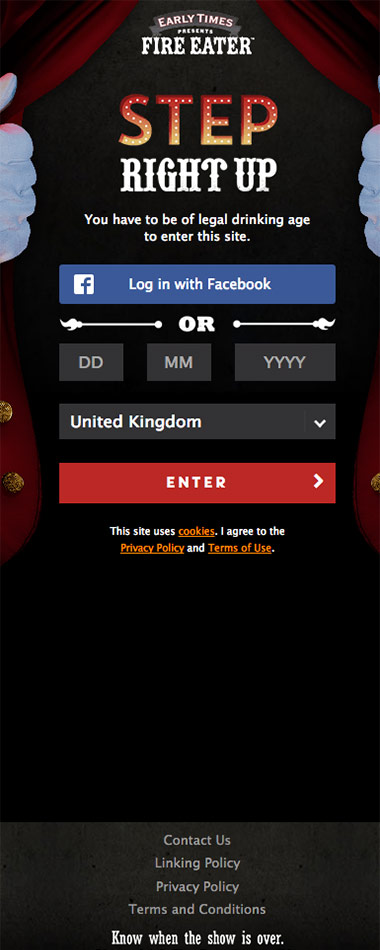 EARLY TIMES
PRESENTS
FIRE EATER™
STEP
RIGHT UP
You have to be of legal drinking age
to enter this site.
Log in with Facebook
OR
DD MM YYYY
United Kingdom
ENTER
This site uses cookies. I agree to the
Privacy Policy and Terms of Use.
Contact Us
Linking Policy
Privacy Policy
Terms and Conditions
Know when the show is over.